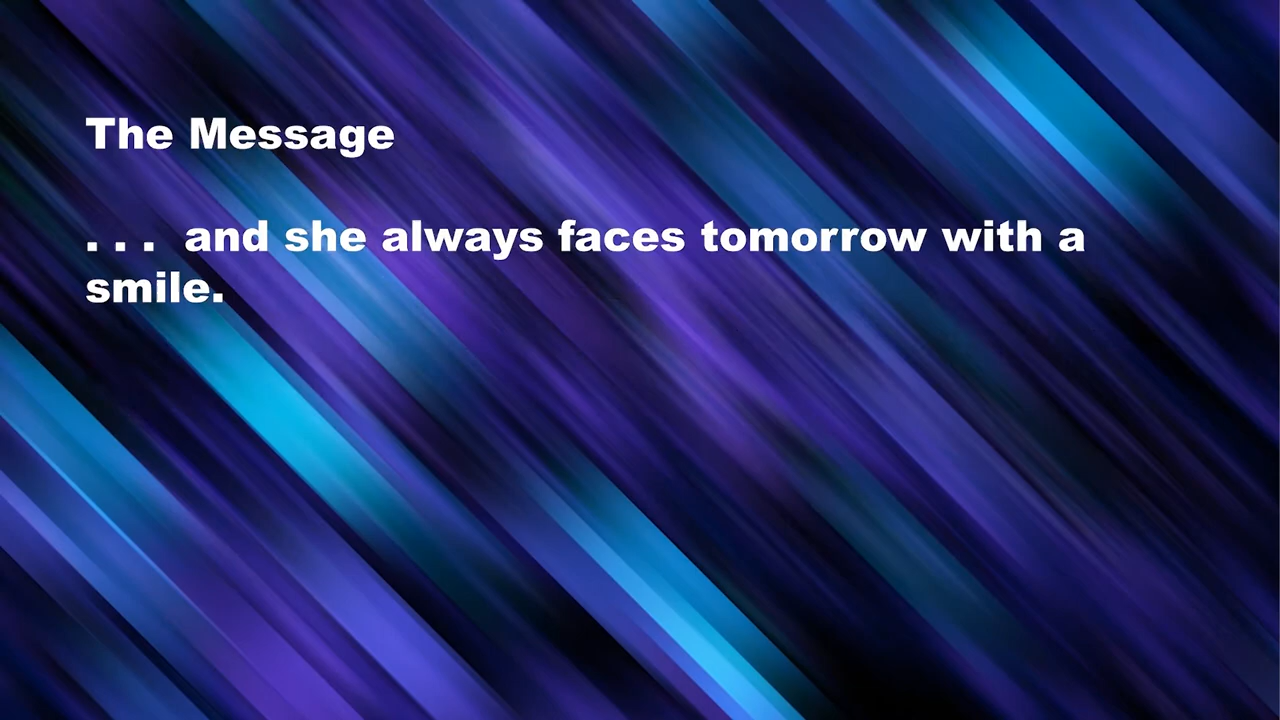 The Message
. . .  and she always faces tomorrow with a
smile.